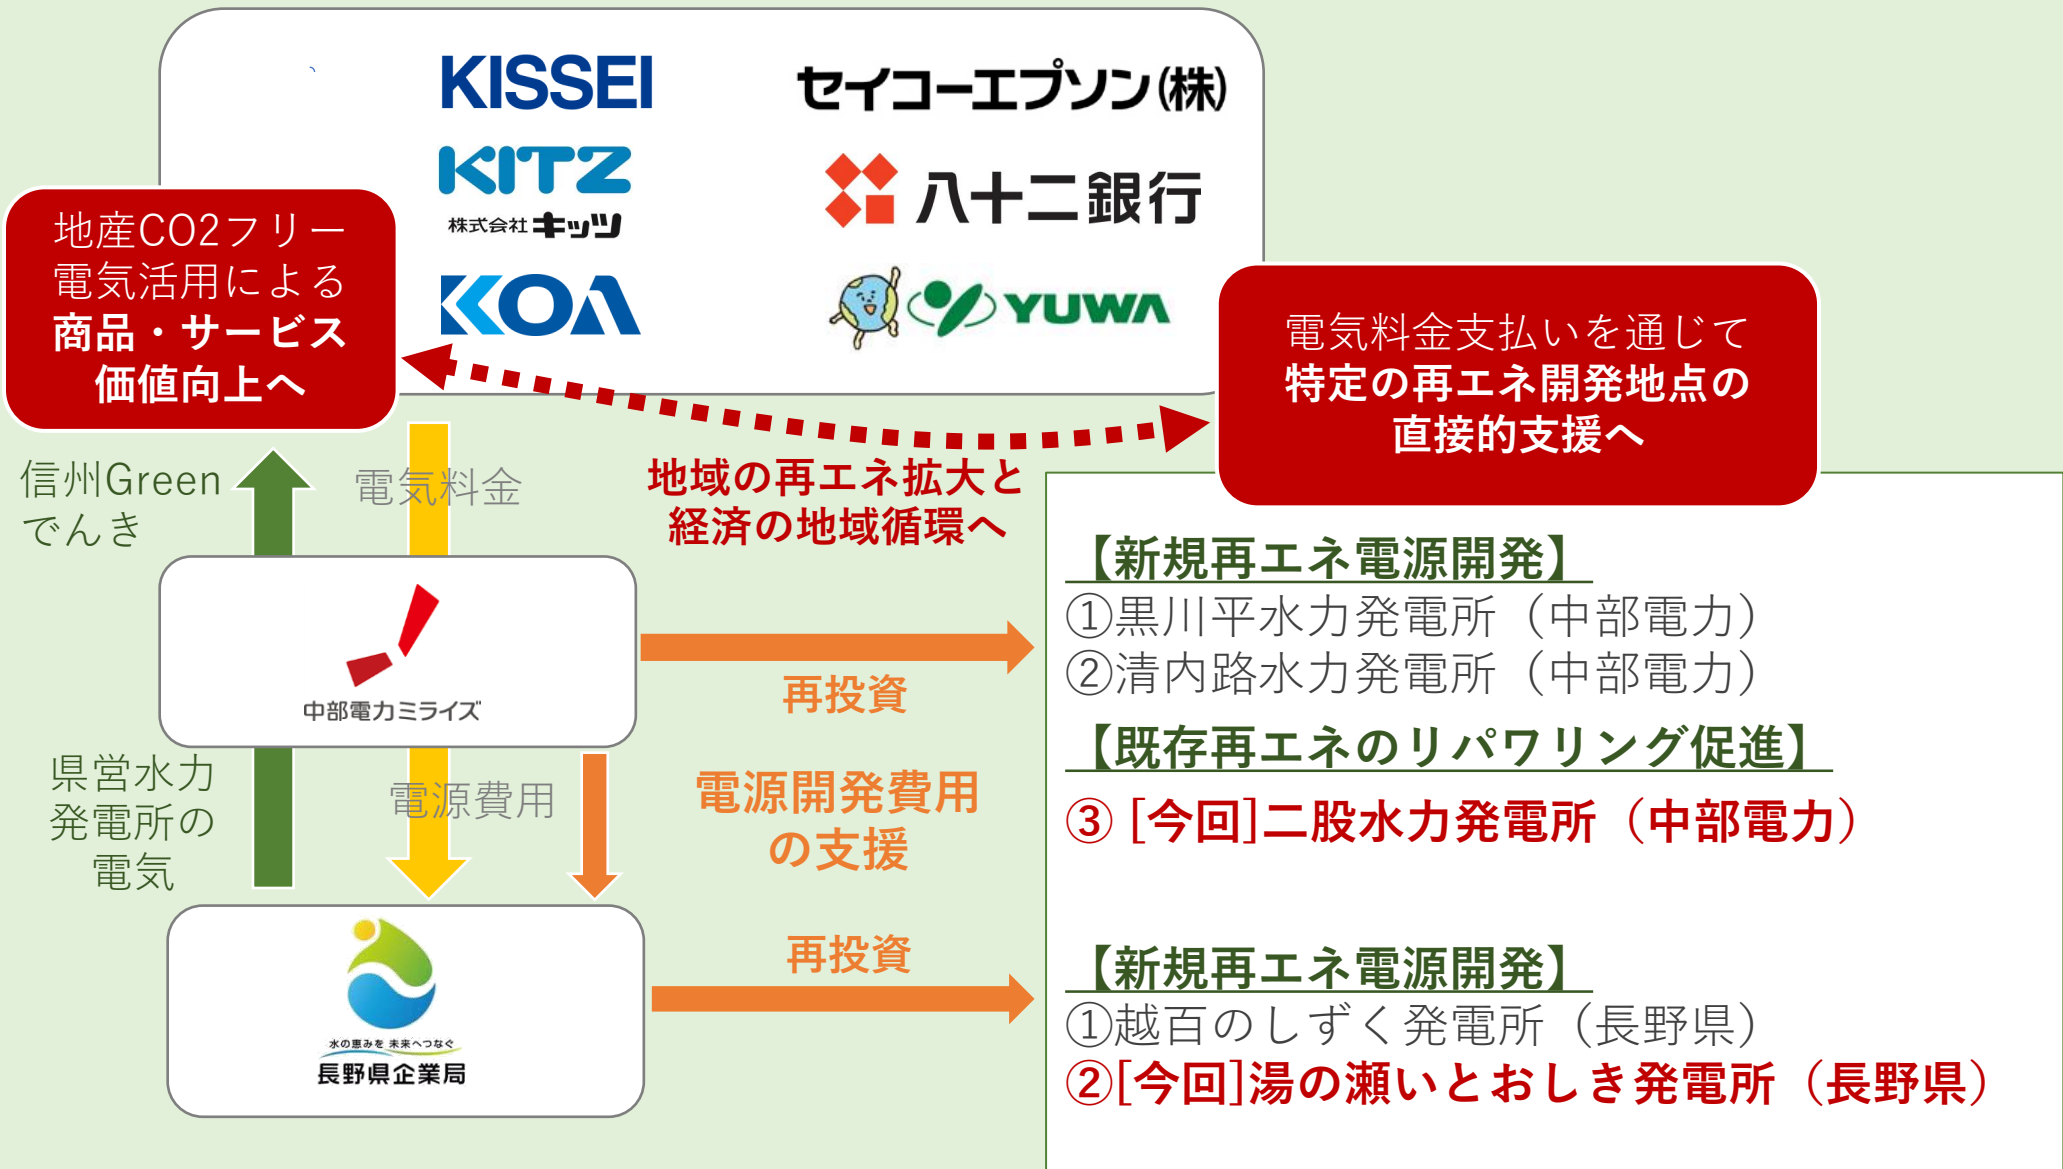 KISSEI
セイコーエプソン(株)
KITZ
株式会社キッツ
八十二銀行
KOA
YUWA
地産CO2フリー
電気活用による
商品・サービス
価値向上へ
電気料金支払いを通じて
特定の再エネ開発地点の
直接的支援へ
信州Green
でんき
電気料金
地域の再エネ拡大と
経済の地域循環へ
中部電力ミライズ
再投資
【新規再エネ電源開発】
①黒川平水力発電所（中部電力）
②清内路水力発電所（中部電力）
【既存再エネのリパワリング促進】
③ [今回]二股水力発電所（中部電力）
県営水力
発電所の
電気
電源費用
電源開発費用
の支援
水の恵みを 未来へつなぐ
長野県企業局
再投資
【新規再エネ電源開発】
①越百のしずく発電所（長野県）
②[今回]湯の瀬いとおしき発電所（長野県）